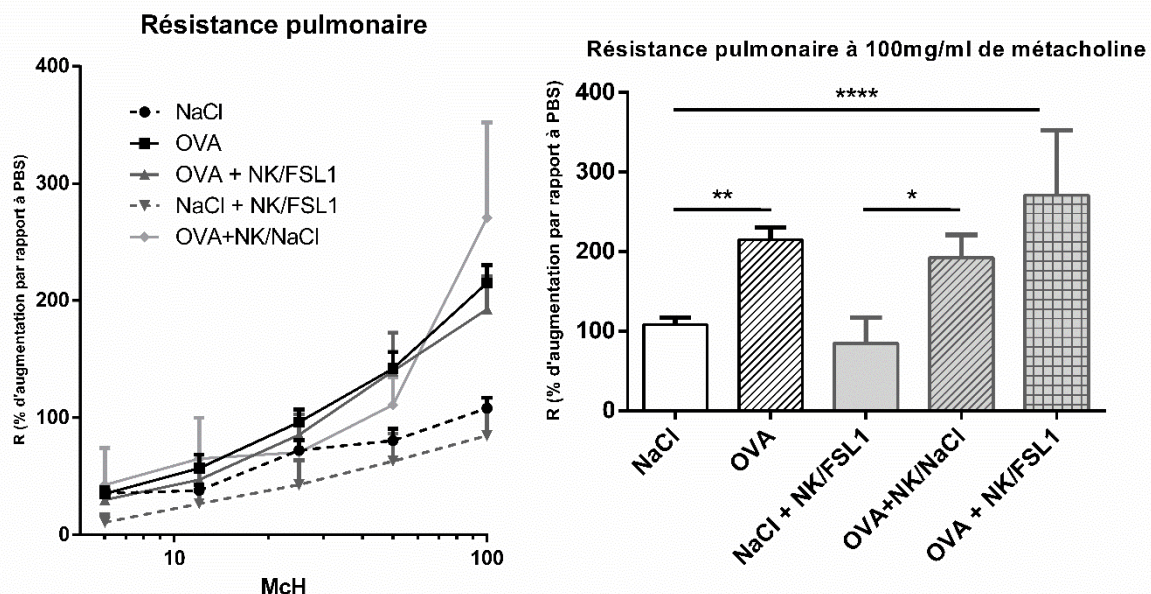 Résistance pulmonaire
R (% d'augmentation par rapport à PBS)
400
300
200
100
0
NaCl
OVA
OVA + NK/FSL1
NaCl + NK/FSL1
OVA+NK/NaCl
10
100
McH
Résistance pulmonaire à 100mg/ml de métacholine
R (% d'augmentation par rapport à PBS)
400
300
200
100
0
****
**
*
NaCl
OVA
NaCl + NK/FSL1
OVA+NK/NaCl
OVA + NK/FSL1